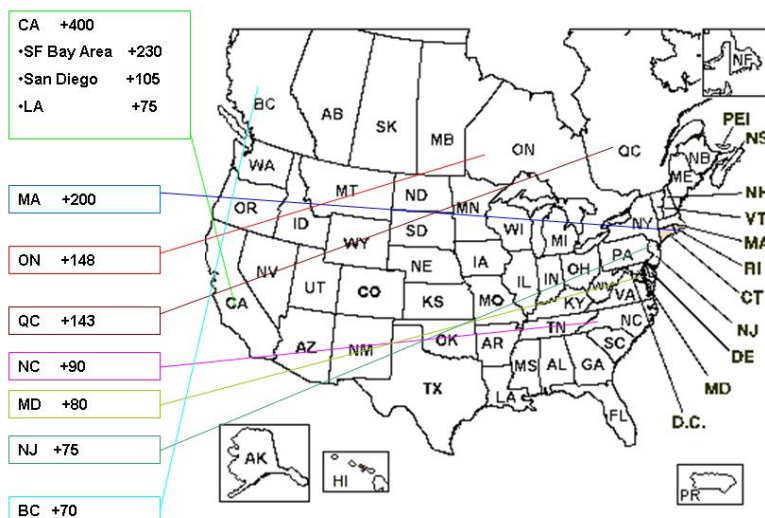 CA +400
•SF Bay Area +230
•San Diego +105
•LA +75
MA +200
ON +148
QC +143
NC +90
MD +80
NJ +75
BC +70
NF
BC
AB
SK
MB
ON
QC
PEI
NS
NB
ME
WA
MT
ND
MN
NH
VT
OR
ID
SD
WI
MI
NY
MA
WY
RI
NV
NE
IA
PA
CT
UT
CO
IL
IN
OH
NJ
CA
KS
MO
KY
VA
DE
AZ
NM
OK
AR
TN
NC
MD
SC
MS
AL
GA
TX
LA
FL
D.C.
AK
HI
PR